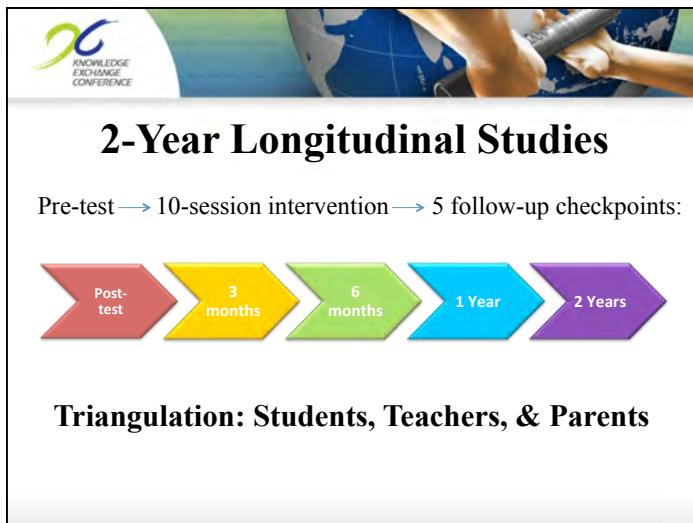 KNOWLEDGE
EXCHANGE
CONFERENCE
2-Year Longitudinal Studies
Pre-test → 10-session intervention → 5 follow-up checkpoints:
Post-
test
3
months
6
months
1 Year
2 Years
Triangulation: Students, Teachers, & Parents